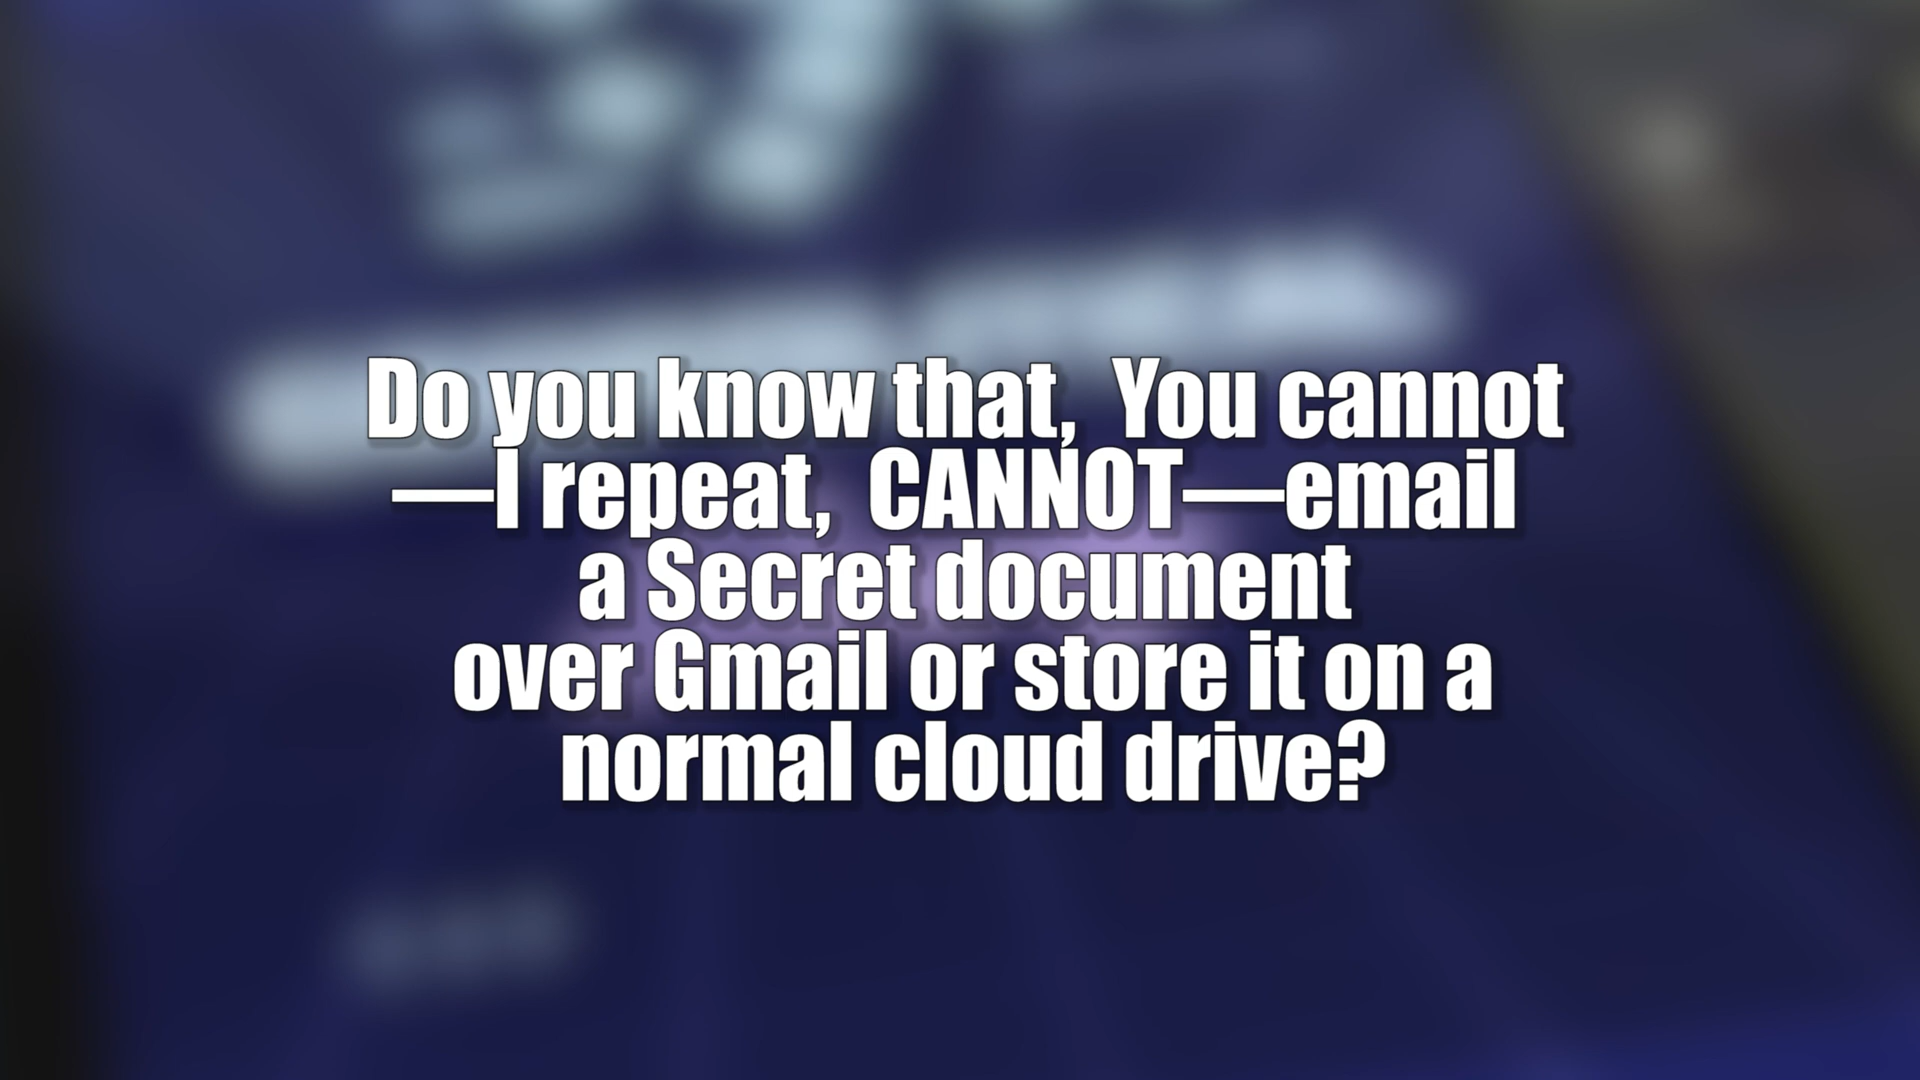 Do you know that,  You cannot
—I repeat,  CANNOT—email
a Secret document
over Gmail or store it on a
normal cloud drive?